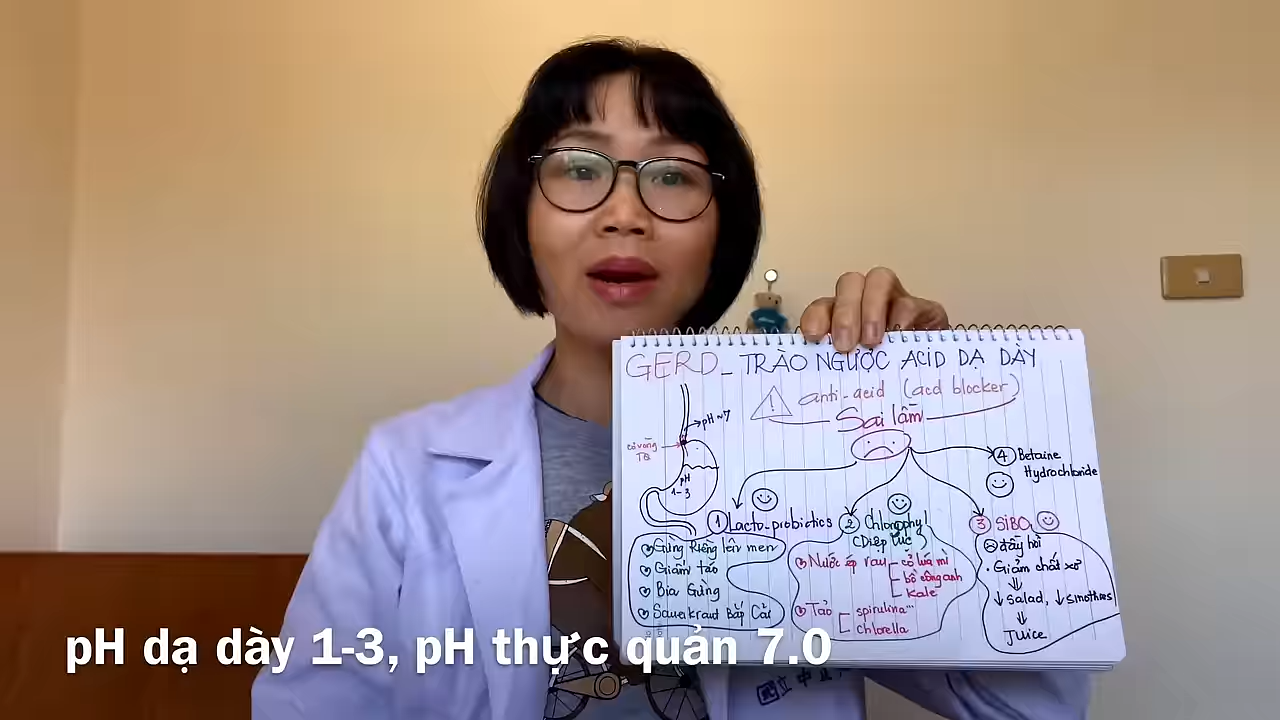 GERD_ TRÀO NGƯỢC ACID DẠ DÀY
! anti-acid (acd blocker)
Sai lầm
pH ~7
cơ vòng
TQ
pH
1-3
④ Betaine
Hydrochloride
① Lacto-probiotics
Gừng Riềng lên men
Giấm táo
Bia Gừng
Sauerkraut Bắp Cải
② Chlorophyl
(Diệp lục)
Nước ép rau - cỏ lúa mì
bồ công anh
Kale
Tảo
spirulina
chlorella
③ SIBO
đầy hơi
. Giảm chất xơ
⇓
↓ salad, ↓ smothies
⇓
Juice
pH dạ dày 1-3, pH thực quản 7.0